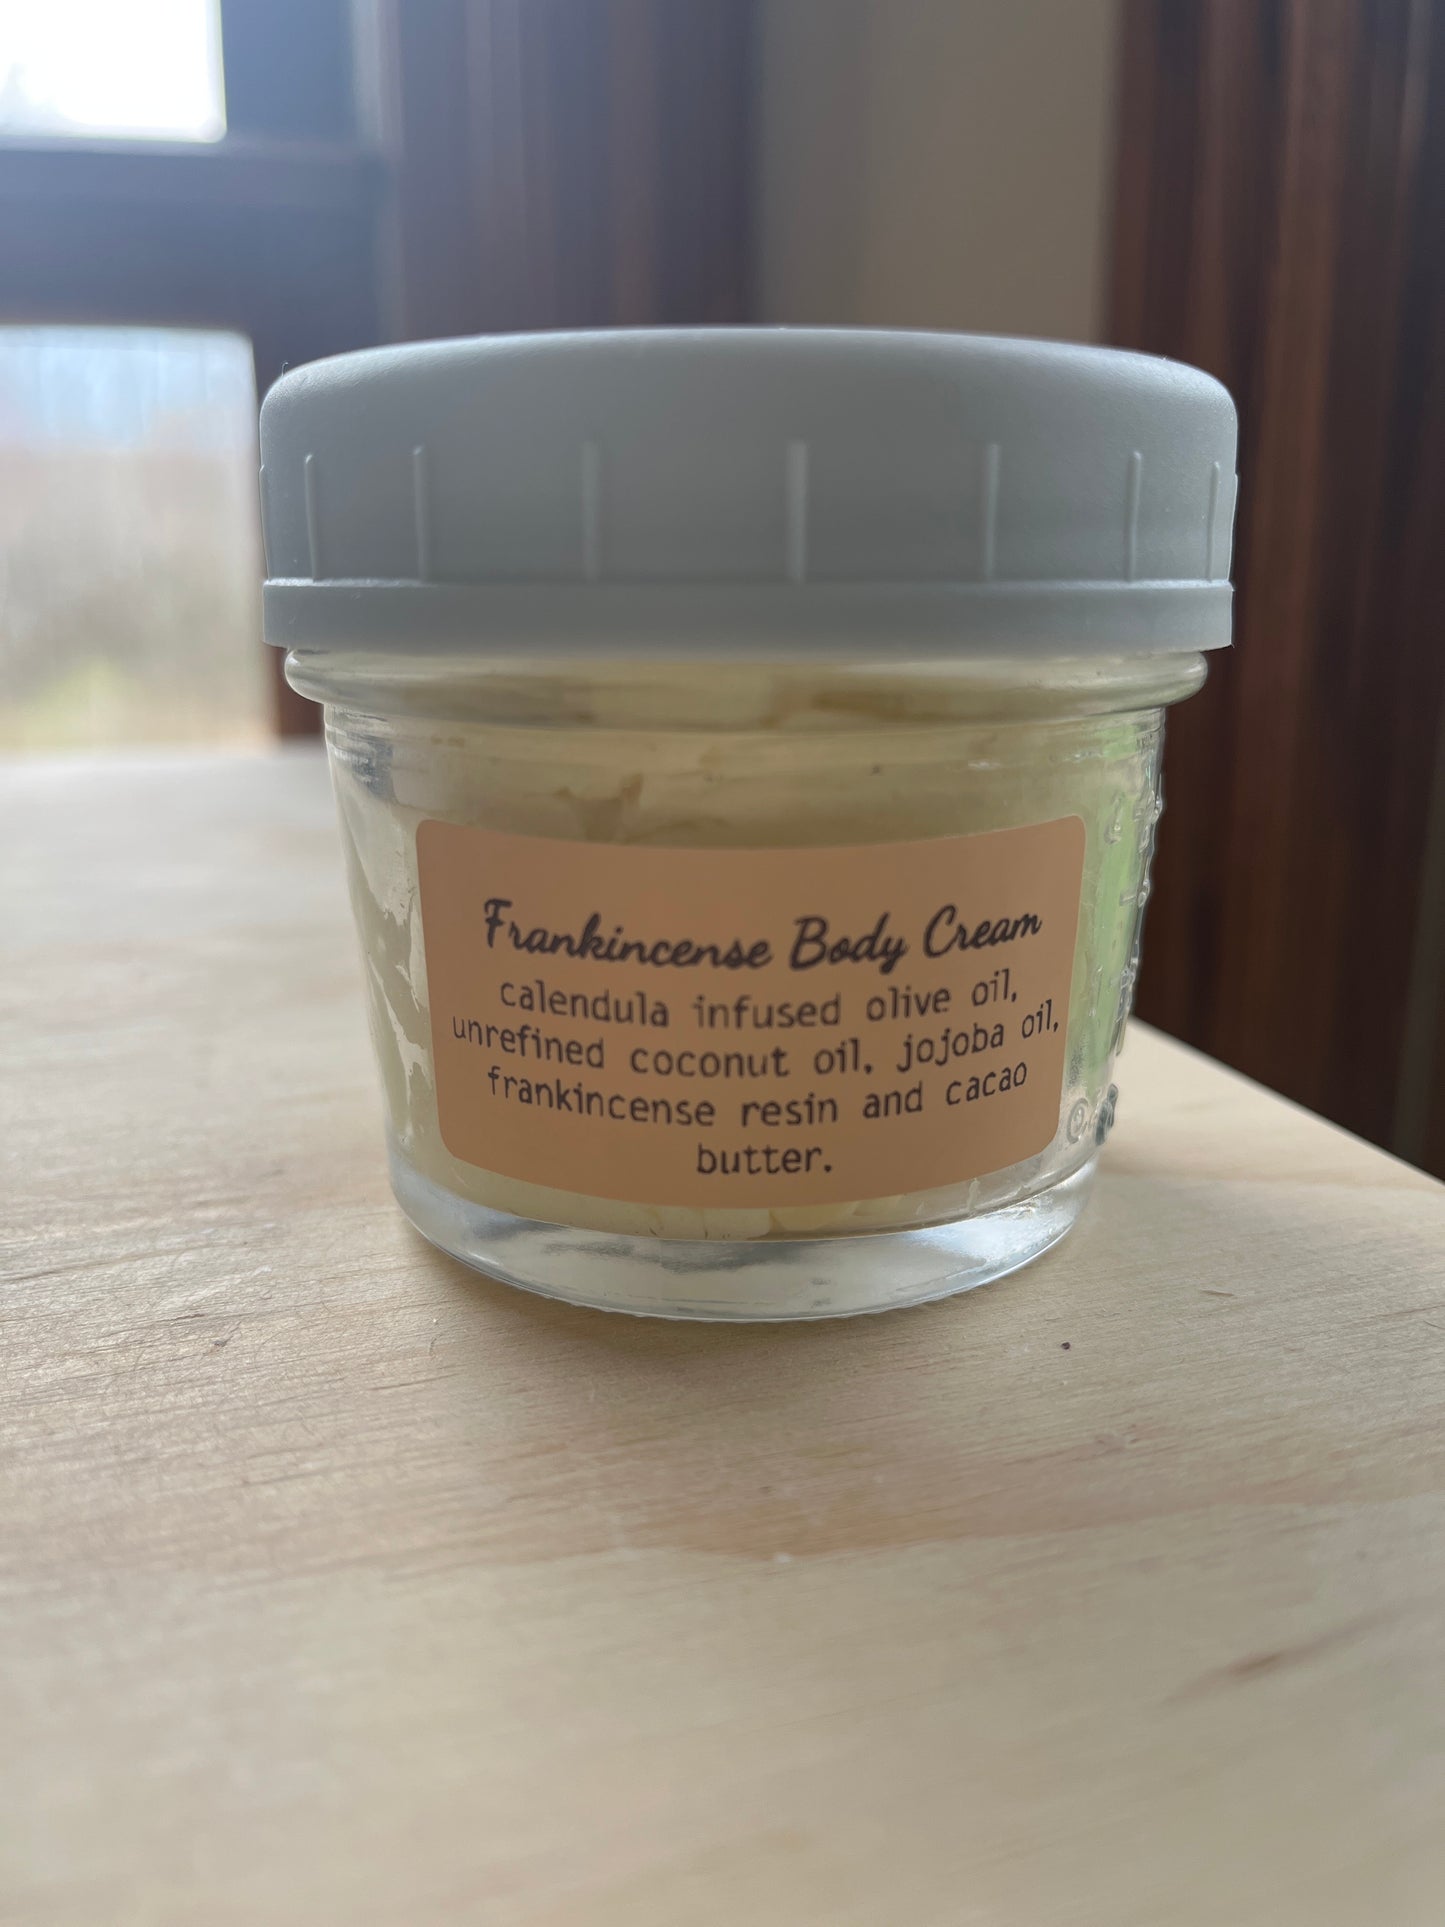 Frankincense Body Cream
calendula infused olive oil,
unrefined coconut oil, jojoba oil,
frankincense resin and cacao
butter.